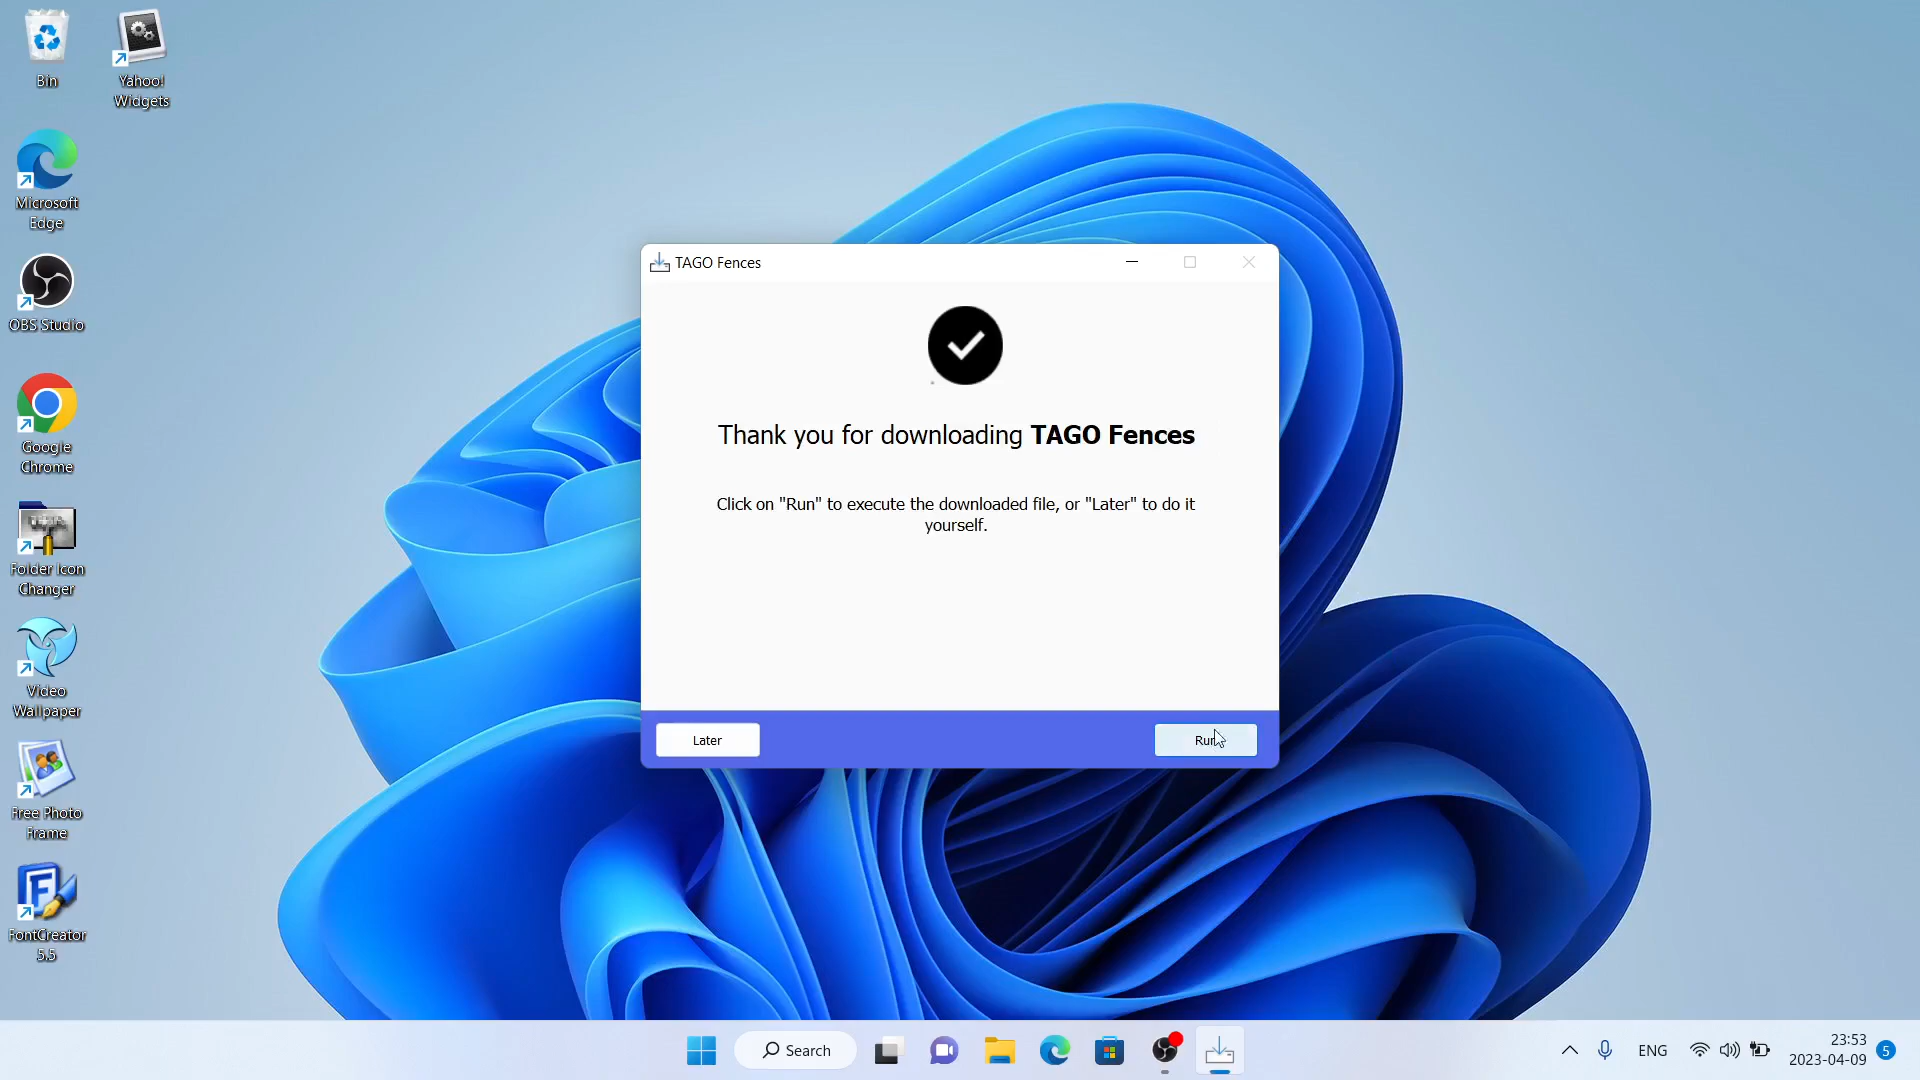 Bin
Yahoo!
Widgets
Microsoft
Edge
OBS Studio
Google
Chrome
Folder Icon
Changer
Video
Wallpaper
Free Photo
Frame
FontCreator
5.5
TAGO Fences
Thank you for downloading TAGO Fences
Click on "Run" to execute the downloaded file, or "Later" to do it
yourself.
Later
Run
Search
ENG
23:53
2023-04-09
5